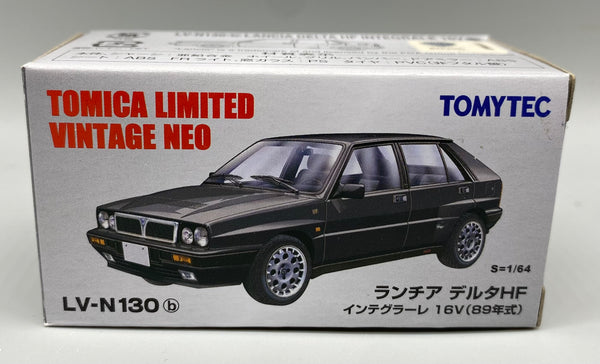 TOMICA LIMITED
VINTAGE NEO
TOMYTEC
S=1/64
LV-N130 ⓑ
ランチア デルタHF
インテグラーレ 16V(89年式)